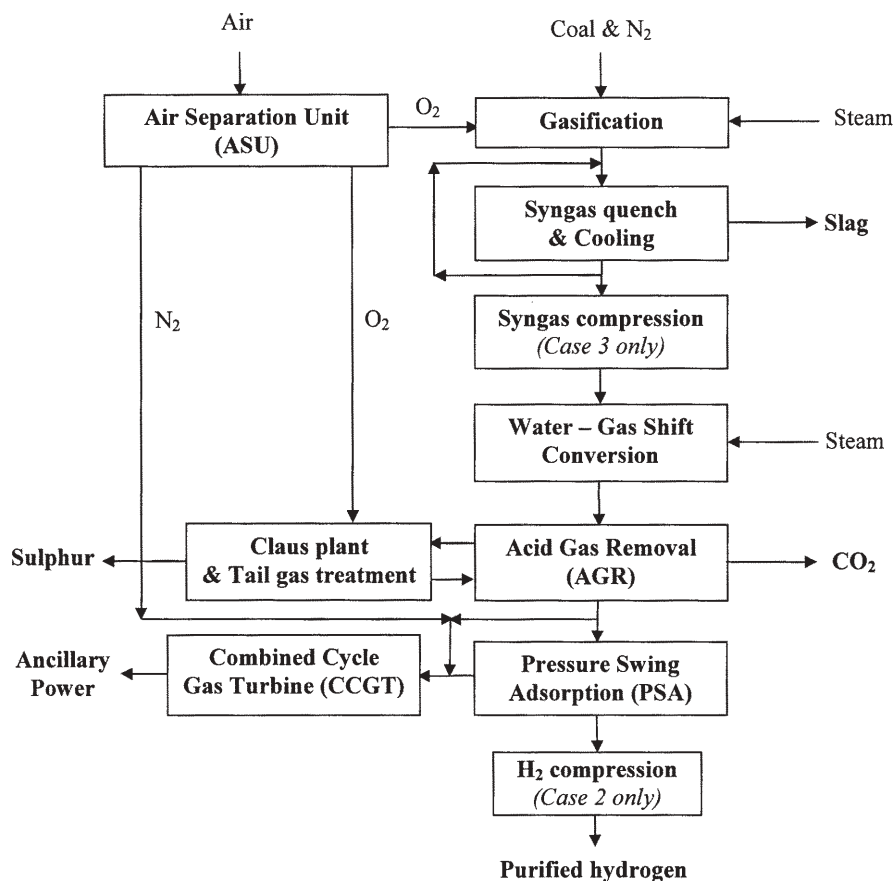 Air
Coal & N₂
Air Separation Unit
(ASU)
O₂
Gasification
Steam
Syngas quench
& Cooling
Slag
N₂
O₂
Syngas compression
(Case 3 only)
Water – Gas Shift
Conversion
Steam
Sulphur
Claus plant
& Tail gas treatment
Acid Gas Removal
(AGR)
CO₂
Ancillary
Power
Combined Cycle
Gas Turbine (CCGT)
Pressure Swing
Adsorption (PSA)
H₂ compression
(Case 2 only)
Purified hydrogen